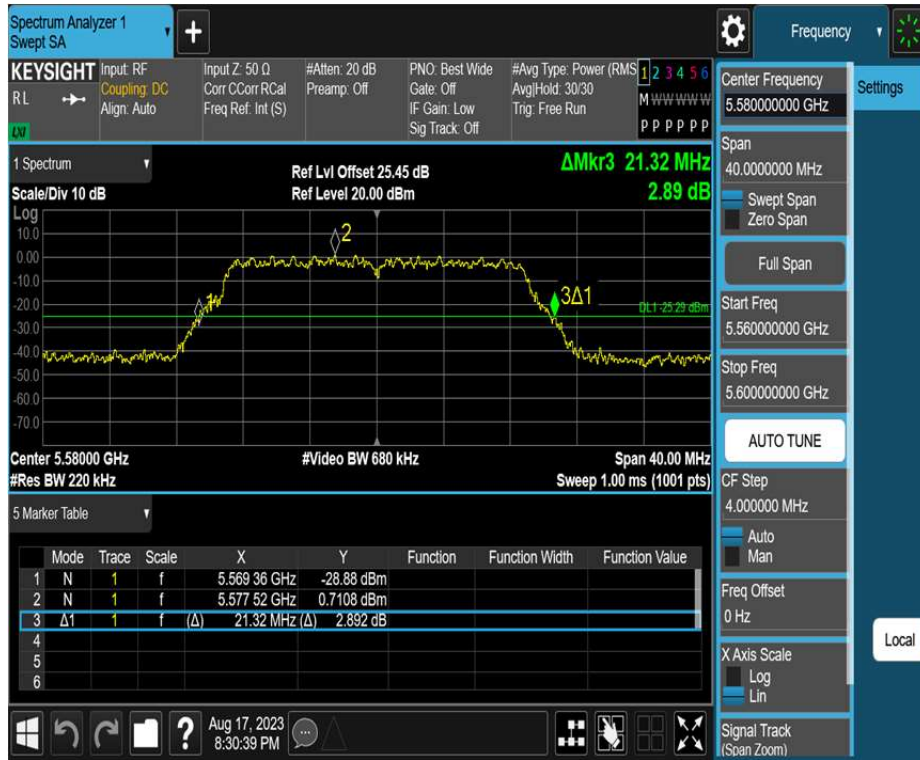 Spectrum Analyzer 1
Swept SA
+
Frequency
KEYSIGHT
RL
LXI
Input: RF
Coupling: DC
Align: Auto
Input Z: 50 Ω
Corr CCorr RCal
Freq Ref: Int (S)
#Atten: 20 dB
Preamp: Off
PNO: Best Wide
Gate: Off
IF Gain: Low
Sig Track: Off
#Avg Type: Power (RMS
Avg|Hold: 30/30
Trig: Free Run
1 2 3 4 5 6
M W W W W W
P P P P P P
1 Spectrum
Scale/Div 10 dB
Ref Lvl Offset 25.45 dB
Ref Level 20.00 dBm
ΔMkr3 21.32 MHz
2.89 dB
Log
10.0
0.00
-10.0
-20.0
-30.0
-40.0
-50.0
-60.0
-70.0
2
1
3Δ1
DL1 -25.29 dBm
Center 5.58000 GHz
#Res BW 220 kHz
#Video BW 680 kHz
Span 40.00 MHz
Sweep 1.00 ms (1001 pts)
5 Marker Table
Mode Trace Scale X Y Function Function Width Function Value
1 N 1 f 5.569 36 GHz -28.88 dBm
2 N 1 f 5.577 52 GHz 0.7108 dBm
3 Δ1 1 f (Δ) 21.32 MHz (Δ) 2.892 dB
4
5
6
?
Aug 17, 2023
8:30:39 PM
Center Frequency
5.580000000 GHz
Span
40.0000000 MHz
Swept Span
Zero Span
Full Span
Start Freq
5.560000000 GHz
Stop Freq
5.600000000 GHz
AUTO TUNE
CF Step
4.000000 MHz
Auto
Man
Freq Offset
0 Hz
X Axis Scale
Log
Lin
Signal Track
(Span Zoom)
Settings
Local